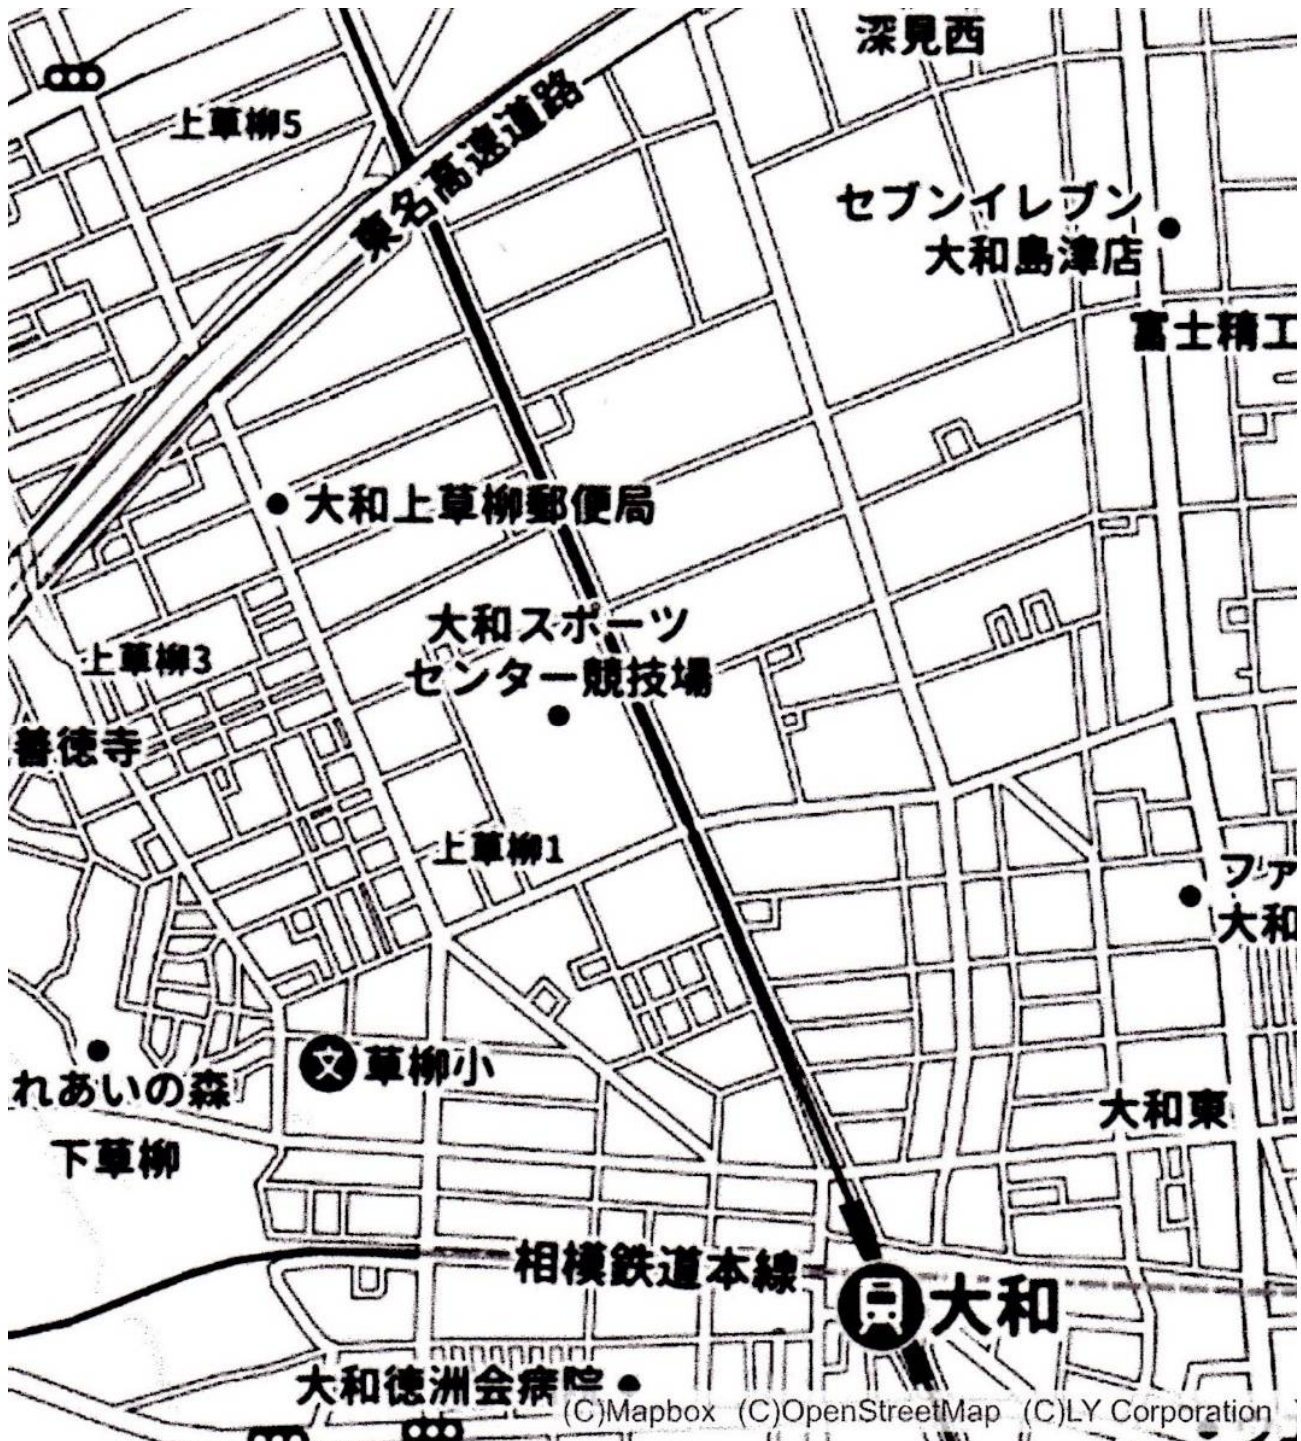 深見西
上草柳5
東名高速道路
セブンイレブン
大和島津店
富士精工
大和上草柳郵便局
大和スポーツ
センター競技場
上草柳3
善徳寺
上草柳1
ファ
大和
文
草柳小
れあいの森
大和東
下草柳
相模鉄道本線
大和
大和徳洲会病院
(C)Mapbox (C)OpenStreetMap (C)LY Corporation